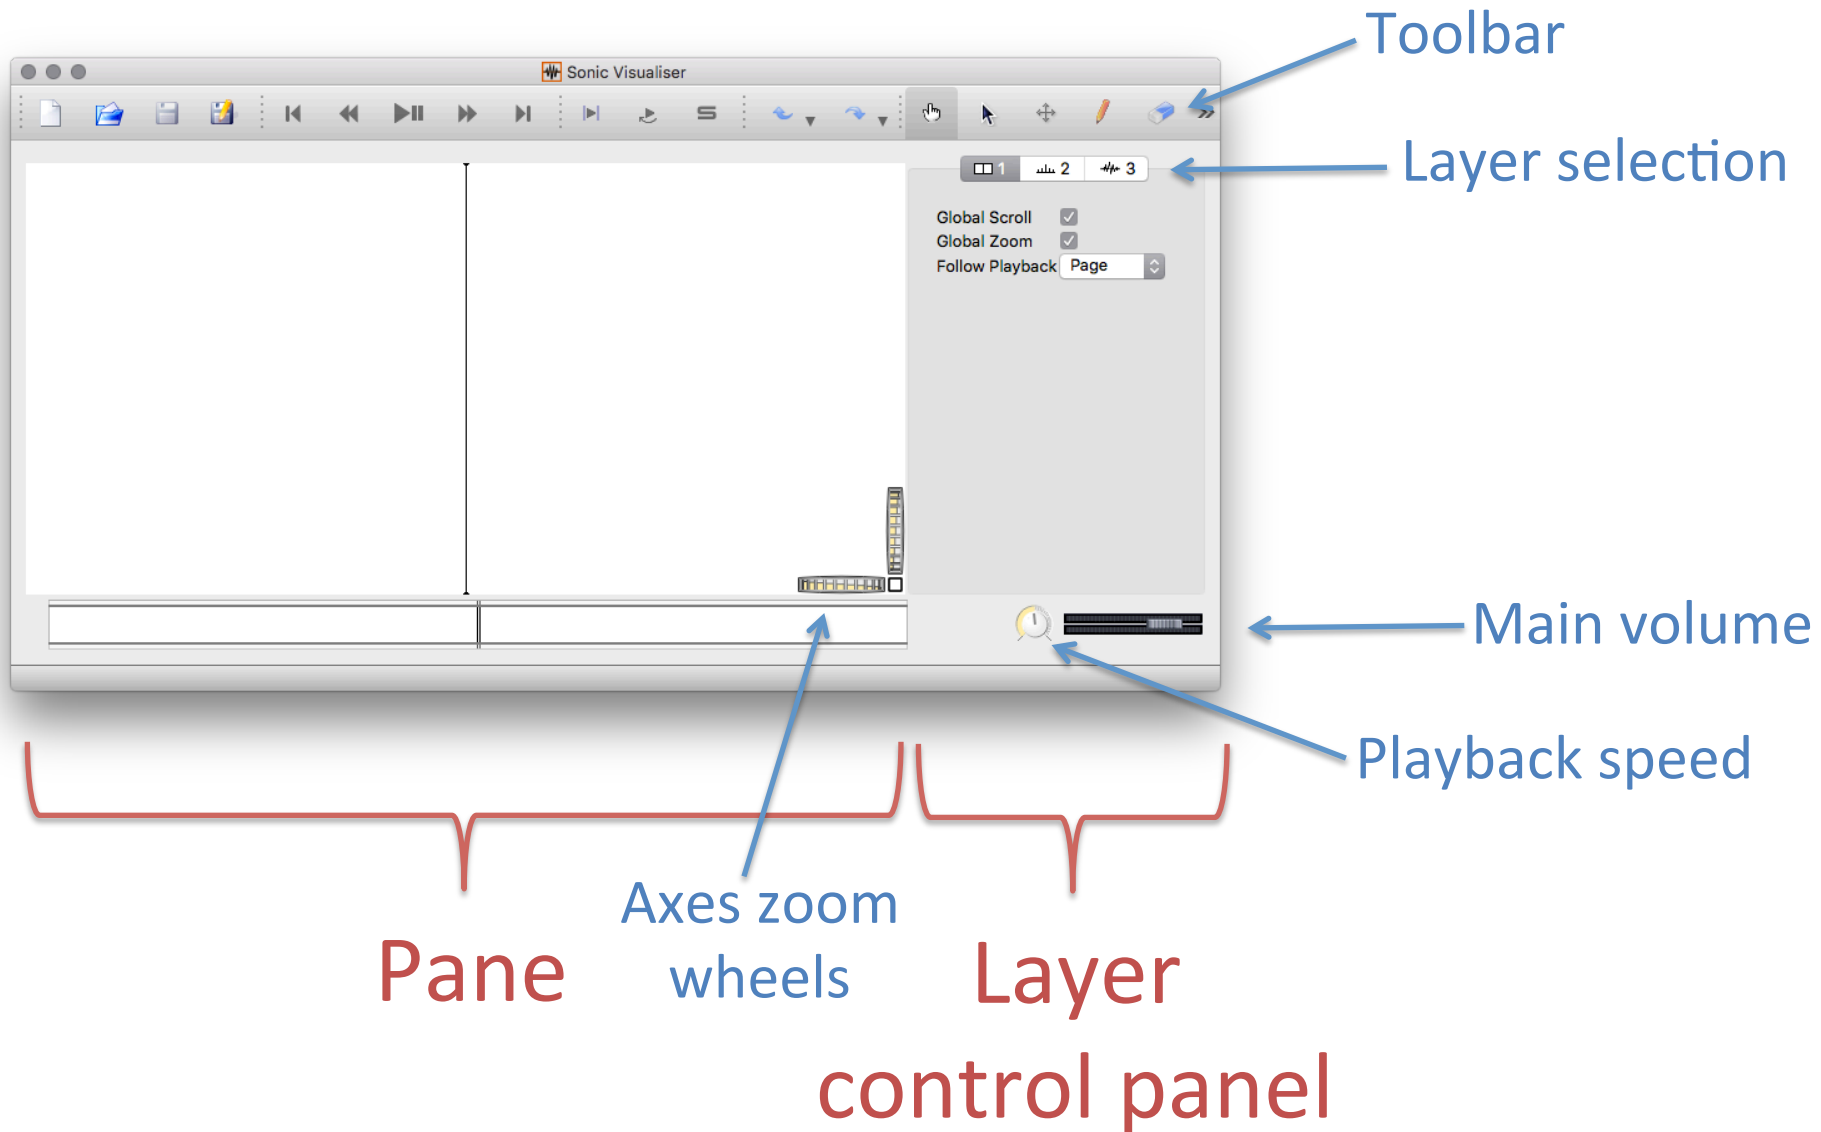 Toolbar
Sonic Visualiser
Layer selection
1 2 3
Global Scroll
Global Zoom
Follow Playback Page
Main volume
Playback speed
Axes zoom
wheels
Pane
Layer
control panel